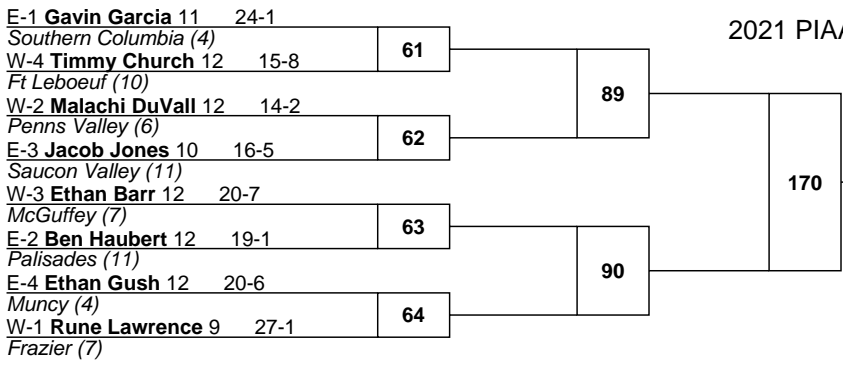 E-1 Gavin Garcia 11 24-1
Southern Columbia (4)
W-4 Timmy Church 12 15-8
Ft Leboeuf (10)
W-2 Malachi DuVall 12 14-2
Penns Valley (6)
E-3 Jacob Jones 10 16-5
Saucon Valley (11)
W-3 Ethan Barr 12 20-7
McGuffey (7)
E-2 Ben Haubert 12 19-1
Palisades (11)
E-4 Ethan Gush 12 20-6
Muncy (4)
W-1 Rune Lawrence 9 27-1
Frazier (7)
61
62
63
64
89
90
170
2021 PIAA